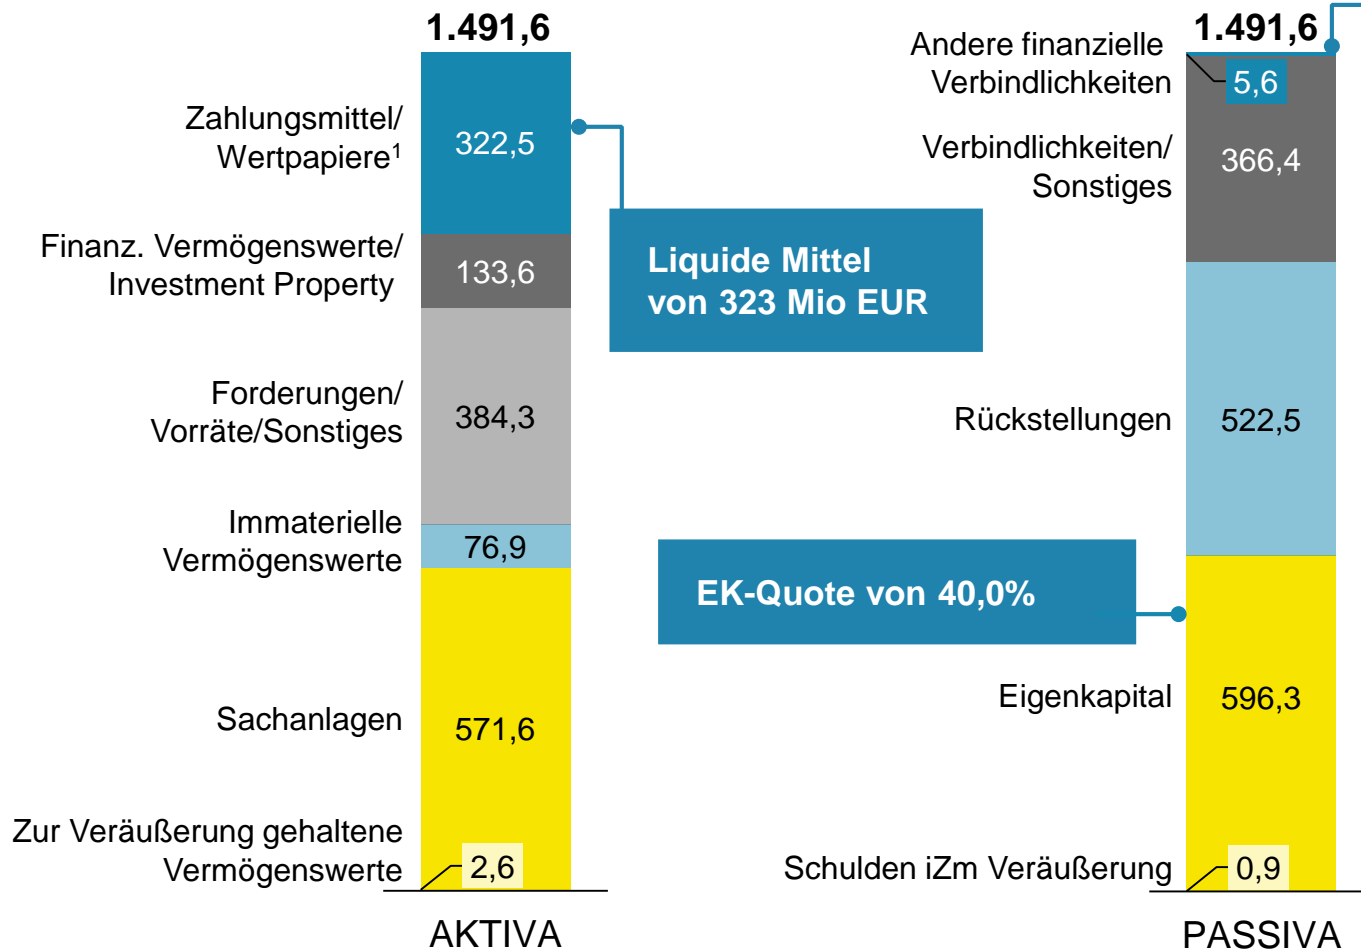 1.491,6
Zahlungsmittel/
Wertpapiere¹
322,5
Finanz. Vermögenswerte/
Investment Property
133,6
Forderungen/
Vorräte/Sonstiges
384,3
Immaterielle
Vermögenswerte
76,9
Sachanlagen
571,6
Zur Veräußerung gehaltene
Vermögenswerte
2,6
AKTIVA
Liquide Mittel
von 323 Mio EUR
EK-Quote von 40,0%
1.491,6
Andere finanzielle
Verbindlichkeiten
5,6
Verbindlichkeiten/
Sonstiges
366,4
Rückstellungen
522,5
Eigenkapital
596,3
Schulden iZm Veräußerung
0,9
PASSIVA